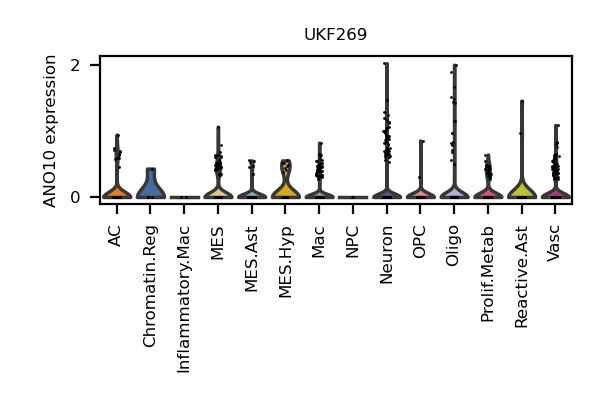 UKF269
ANO10 expression
2
0
AC
Chromatin.Reg
Inflammatory.Mac
MES
MES.Ast
MES.Hyp
Mac
NPC
Neuron
OPC
Oligo
Prolif.Metab
Reactive.Ast
Vasc